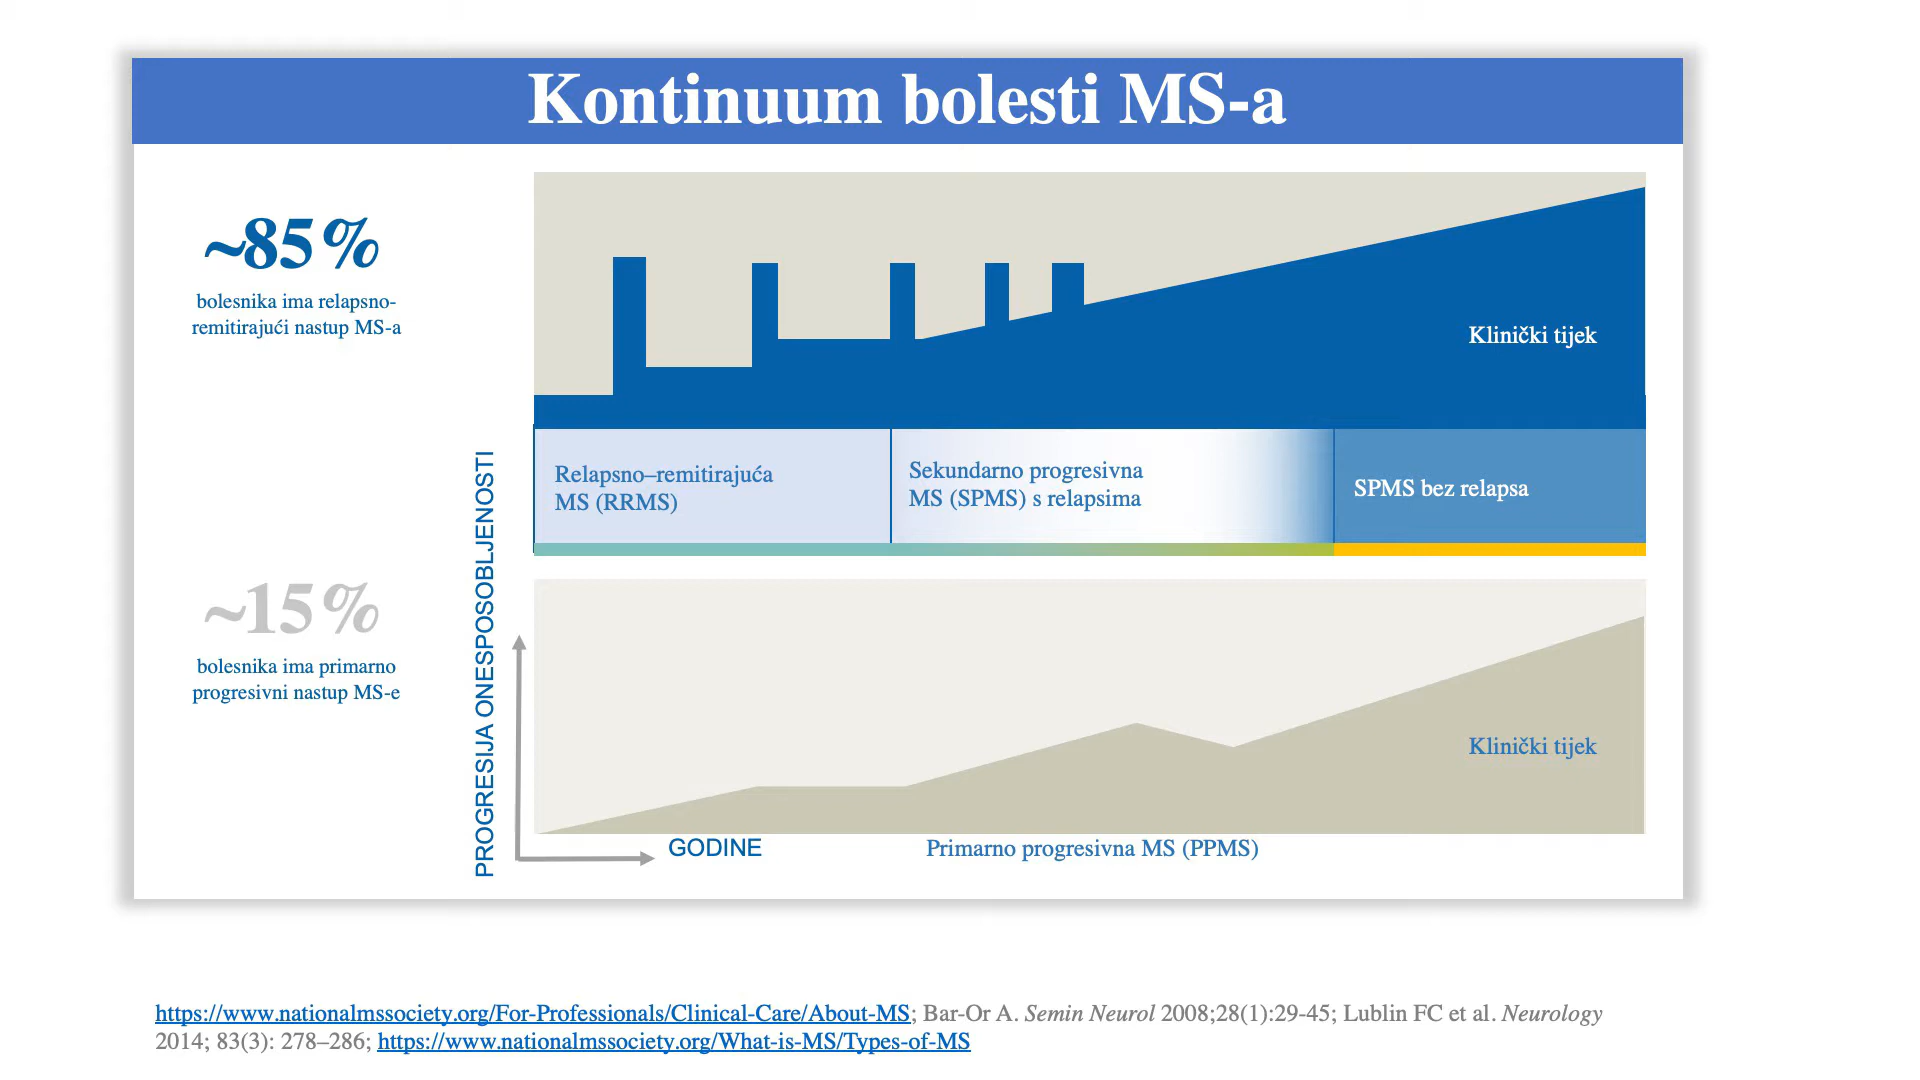 Kontinuum bolesti MS-a
~85%
bolesnika ima relapsno-
remitirajući nastup MS-a
Klinički tijek
Relapsno–remitirajuća
MS (RRMS)
Sekundarno progresivna
MS (SPMS) s relapsima
SPMS bez relapsa
PROGRESIJA ONESPOSOBLJENOSTI
~15%
bolesnika ima primarno
progresivni nastup MS-e
Klinički tijek
GODINE
Primarno progresivna MS (PPMS)
https://www.nationalmssociety.org/For-Professionals/Clinical-Care/About-MS; Bar-Or A. Semin Neurol 2008;28(1):29-45; Lublin FC et al. Neurology
2014; 83(3): 278–286; https://www.nationalmssociety.org/What-is-MS/Types-of-MS